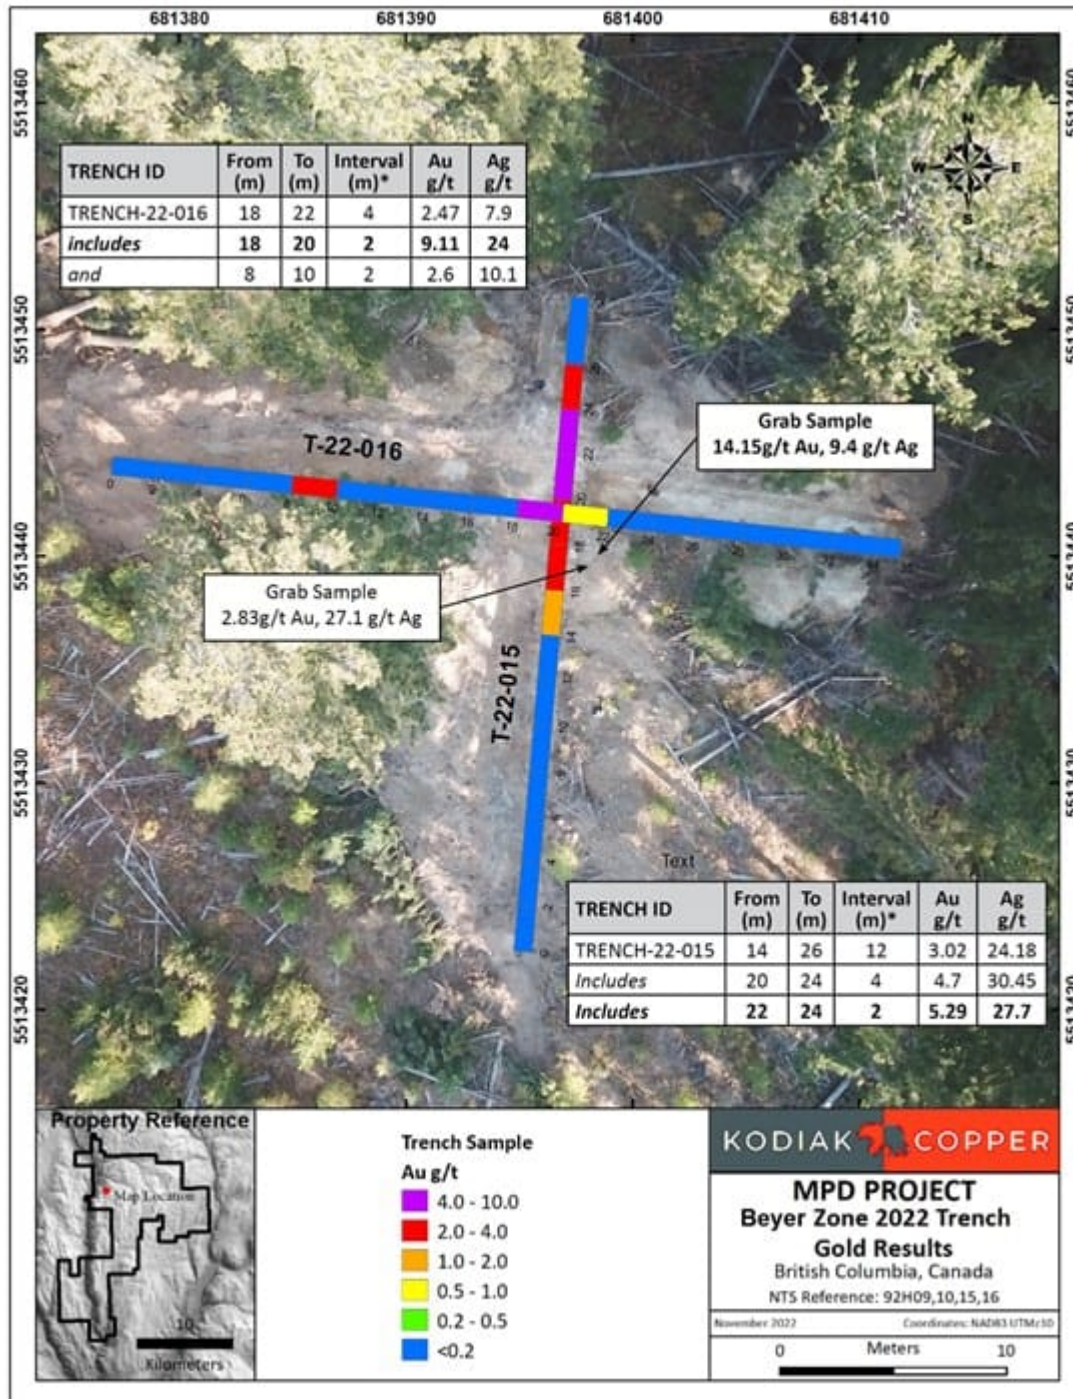 681380 681390 681400 681410
5513460 5513460
N
W E
S
TRENCH ID From (m) To (m) Interval (m)* Au g/t Ag g/t
TRENCH-22-016 18 22 4 2.47 7.9
includes 18 20 2 9.11 24
and 8 10 2 2.6 10.1
5513450 5513450
Grab Sample
14.15g/t Au, 9.4 g/t Ag
T-22-016
5513440 5513440
Grab Sample
2.83g/t Au, 27.1 g/t Ag
T-22-015
5513430 5513430
Text
TRENCH ID From (m) To (m) Interval (m)* Au g/t Ag g/t
TRENCH-22-015 14 26 12 3.02 24.18
Includes 20 24 4 4.7 30.45
Includes 22 24 2 5.29 27.7
5513420 5513420
Property Reference
Map Location
10
Kilometers
Trench Sample
Au g/t
4.0 - 10.0
2.0 - 4.0
1.0 - 2.0
0.5 - 1.0
0.2 - 0.5
<0.2
KODIAK COPPER
MPD PROJECT
Beyer Zone 2022 Trench
Gold Results
British Columbia, Canada
NTS Reference: 92H09,10,15,16
November 2022 Coordinates: NAD83 UTMz10
0 Meters 10